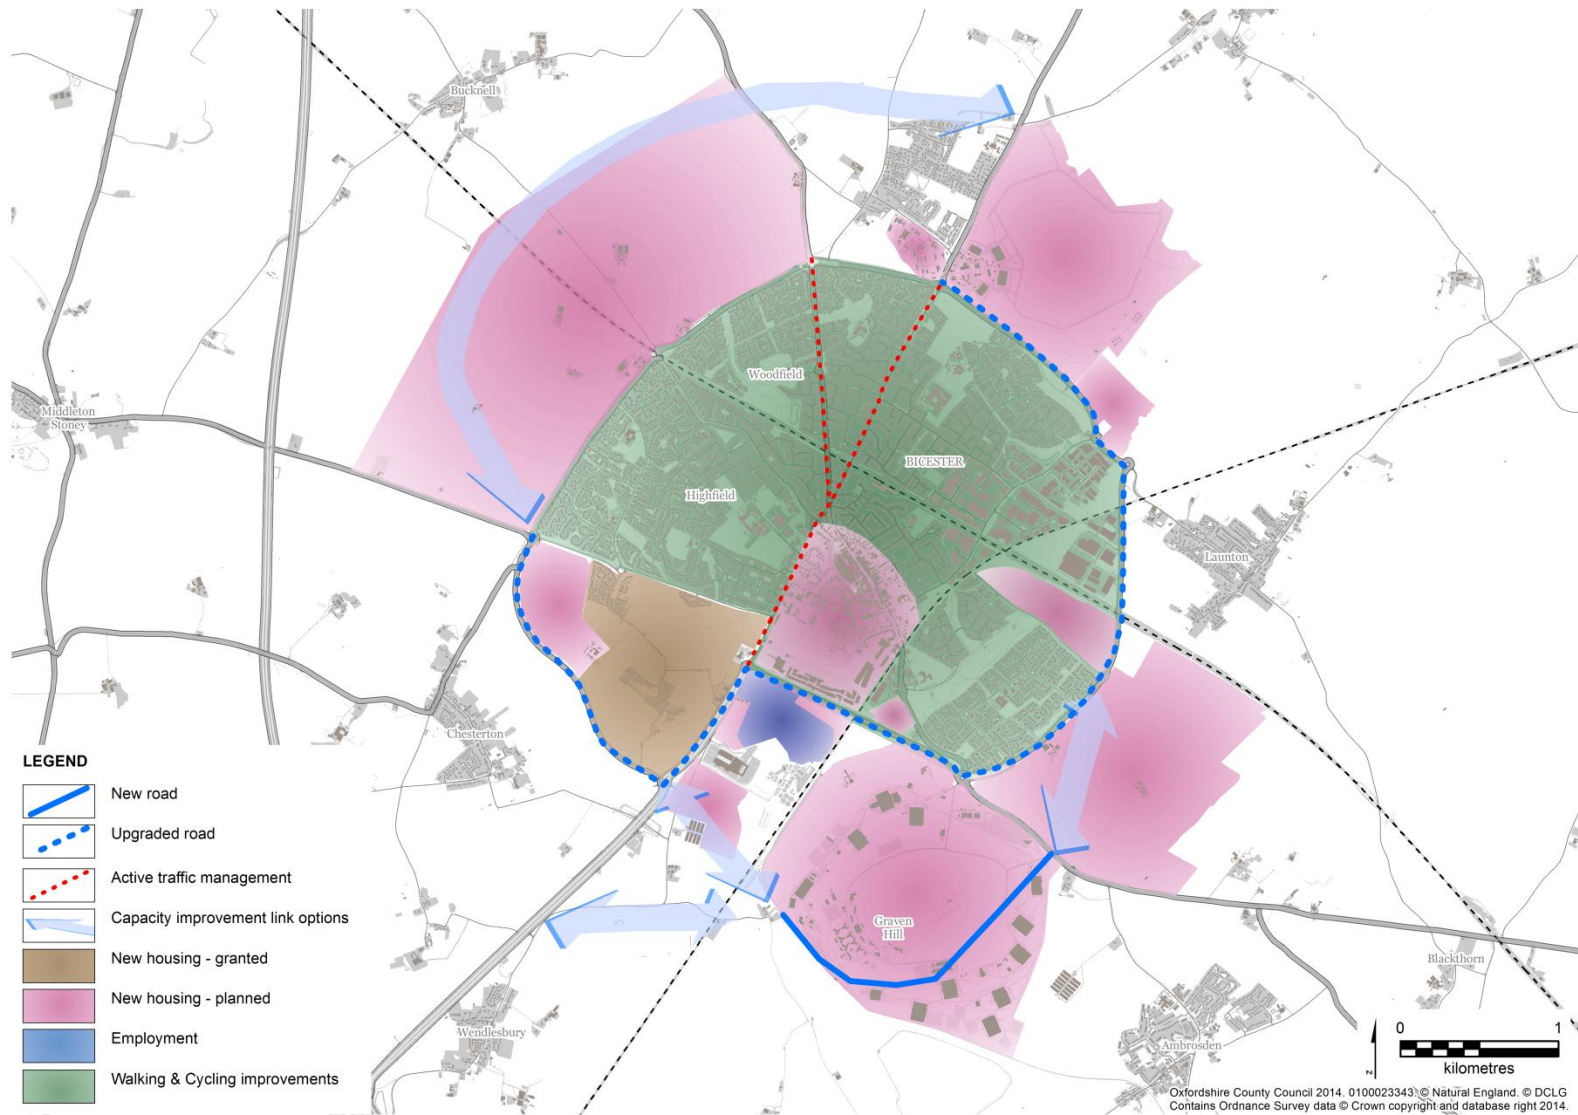 Bucknell
Woodfield
Middleton
Stoney
BICESTER
Highfield
Launton
Chesterton
Graven
Hill
Blackthorn
Wendlesbury
Ambrosden
LEGEND
New road
Upgraded road
Active traffic management
Capacity improvement link options
New housing - granted
New housing - planned
Employment
Walking & Cycling improvements
z
0 1
kilometres
Oxfordshire County Council 2014. 0100023343. © Natural England. © DCLG
Contains Ordnance Survey data © Crown copyright and database right 2014.